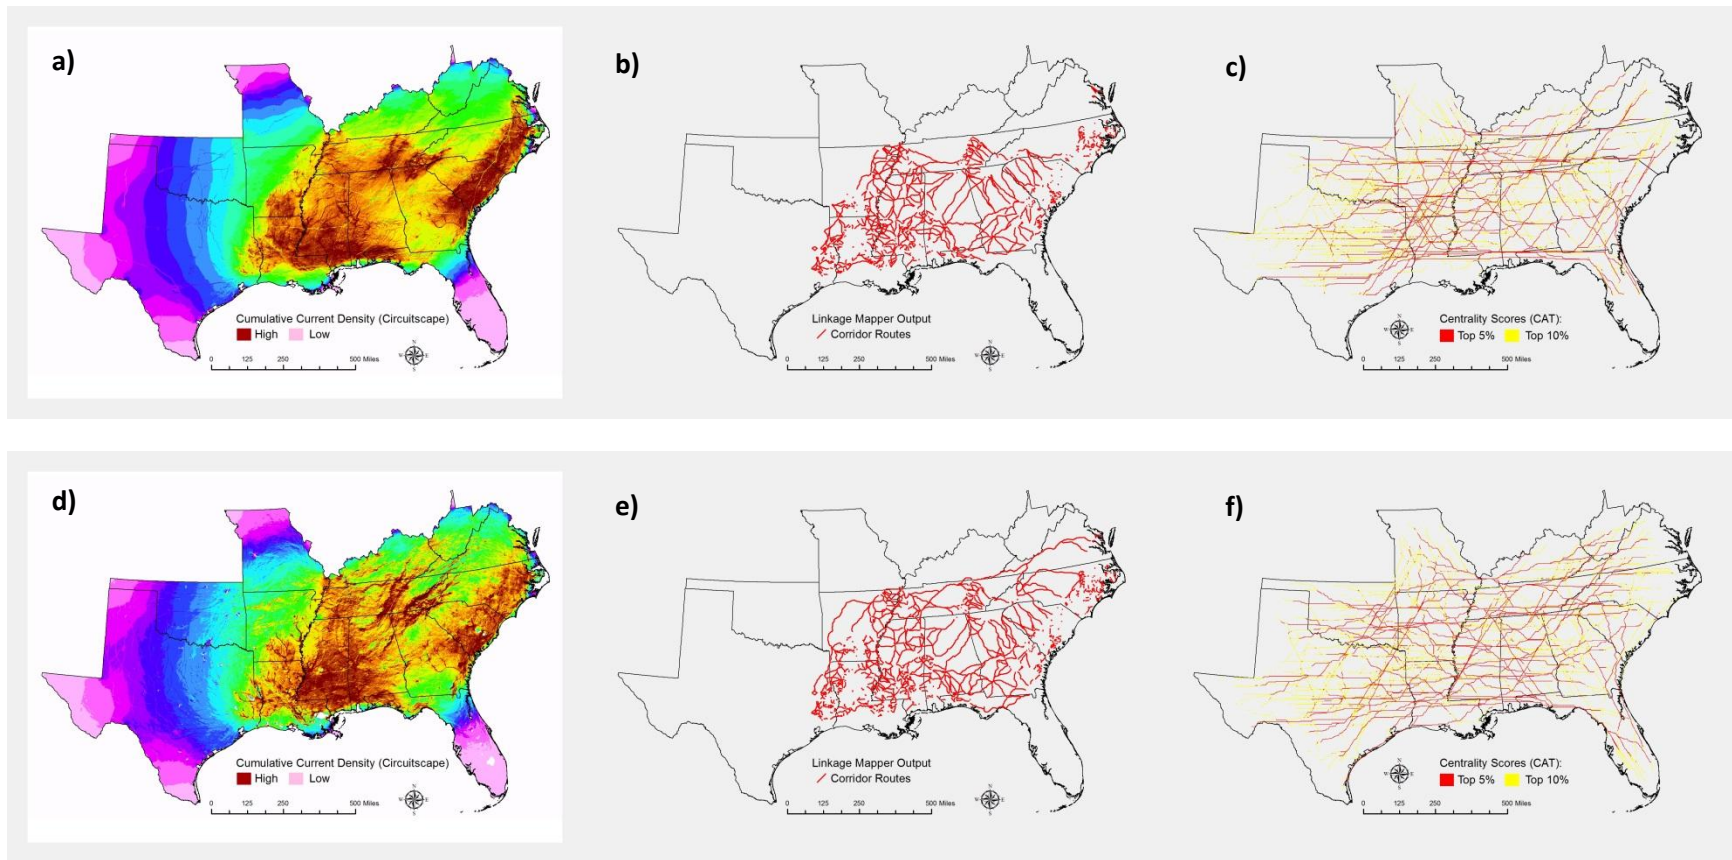 a)
Cumulative Current Density (Circuitscape)
High Low
0 125 250 500 Miles
N
W E
S
b)
Linkage Mapper Output
Corridor Routes
0 125 250 500 Miles
N
W E
S
c)
Centrality Scores (CAT):
Top 5% Top 10%
0 125 250 500 Miles
N
W E
S
d)
Cumulative Current Density (Circuitscape)
High Low
0 125 250 500 Miles
N
W E
S
e)
Linkage Mapper Output
Corridor Routes
0 125 250 500 Miles
N
W E
S
f)
Centrality Scores (CAT):
Top 5% Top 10%
0 125 250 500 Miles
N
W E
S